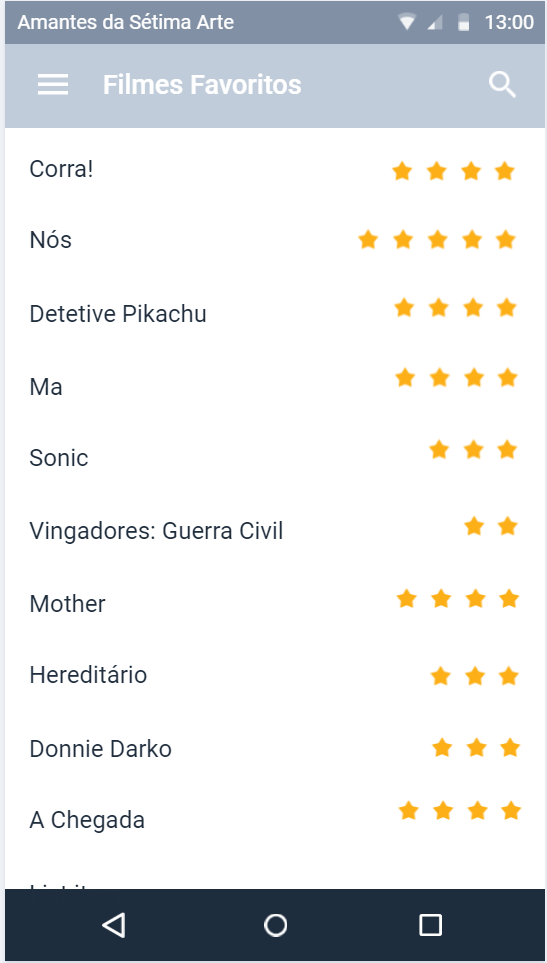 Amantes da Sétima Arte 13:00
Filmes Favoritos
Corra!
Nós
Detetive Pikachu
Ma
Sonic
Vingadores: Guerra Civil
Mother
Hereditário
Donnie Darko
A Chegada